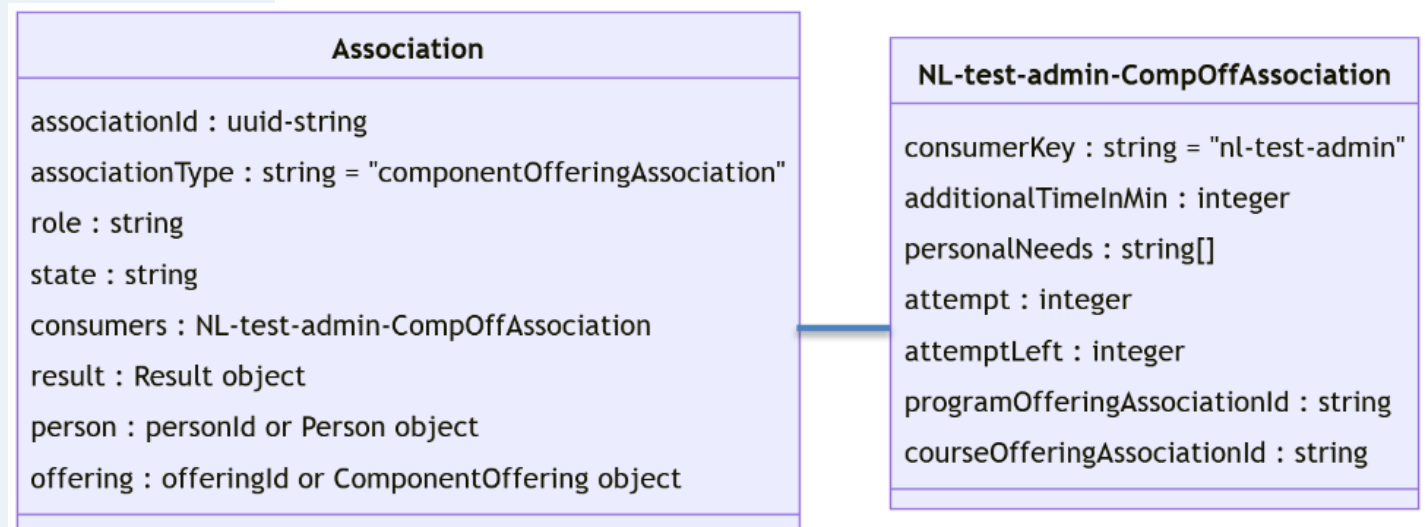 Association
associationId : uuid-string
associationType : string = "componentOfferingAssociation"
role : string
state : string
consumers : NL-test-admin-CompOffAssociation
result : Result object
person : personId or Person object
offering : offeringId or ComponentOffering object
NL-test-admin-CompOffAssociation
consumerKey : string = "nl-test-admin"
additionalTimeInMin : integer
personalNeeds : string[]
attempt : integer
attemptLeft : integer
programOfferingAssociationId : string
courseOfferingAssociationId : string